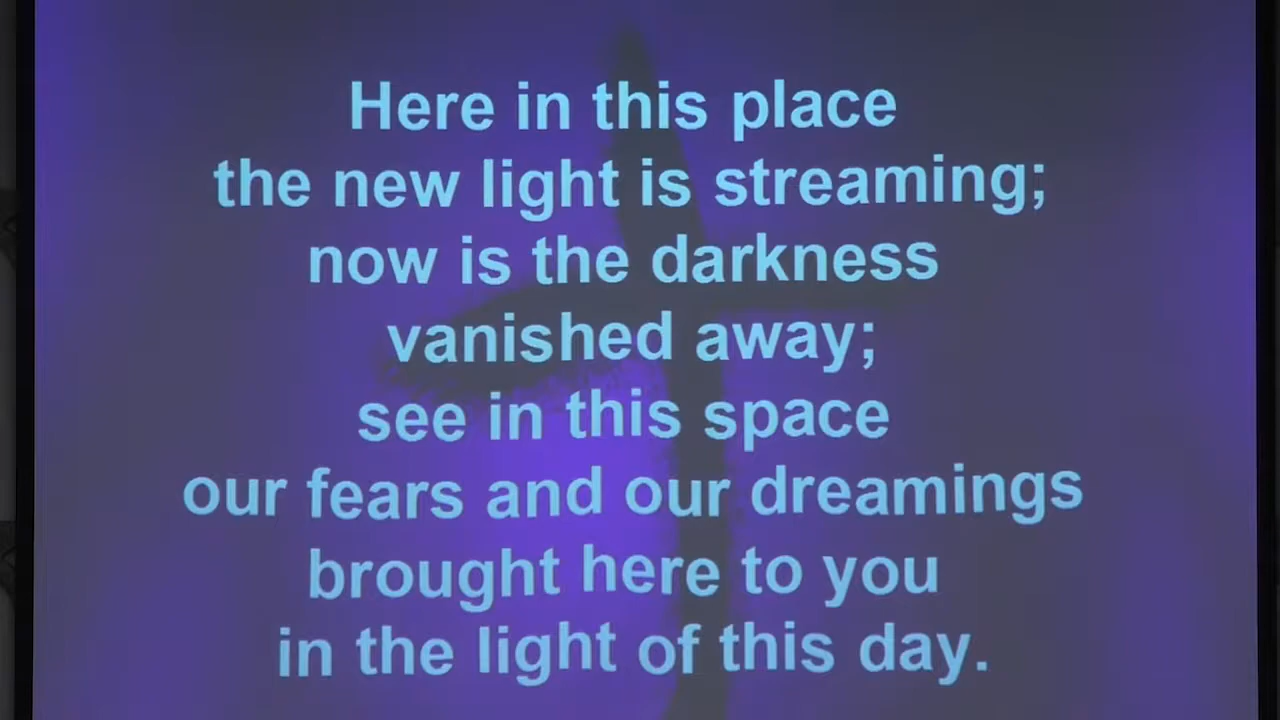 Here in this place
the new light is streaming;
now is the darkness
vanished away;
see in this space
our fears and our dreamings
brought here to you
in the light of this day.